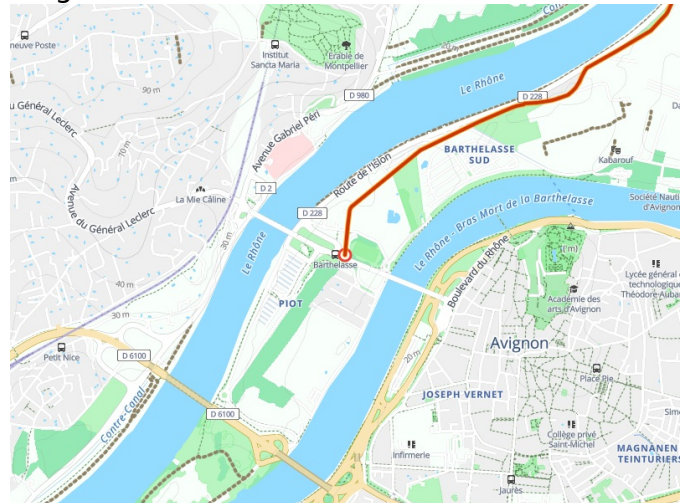 neuve Poste
Institut
Sancta Maria
Érable de
Montpellier
20 m
Le Rhône
D 980
D 228
90 m
du Général Leclerc
70 m
Avenue du Général Leclerc
Avenue Gabriel Péri
Route de l'Islon
BARTHELASSE
SUD
Kabarouf
La Mie Câline
D 2
D 228
Société Nauti
d'Avignon
Le Rhône - Bras Mort de la Barthelasse
30 m
Le Rhône
Barthelasse
Boulevard du Rhône
Lycée général e
technologique
Théodore-Auban
40 m
30 m
PIOT
Académie des
arts d'Avignon
D 6100
Petit Nice
20 m
Avignon
Place Pie
Contre-Canal
D 6100
JOSEPH VERNET
Simo
Collège privé
Saint-Michel
Infirmerie
MAGNANEN
TEINTURIERS
Jaurès